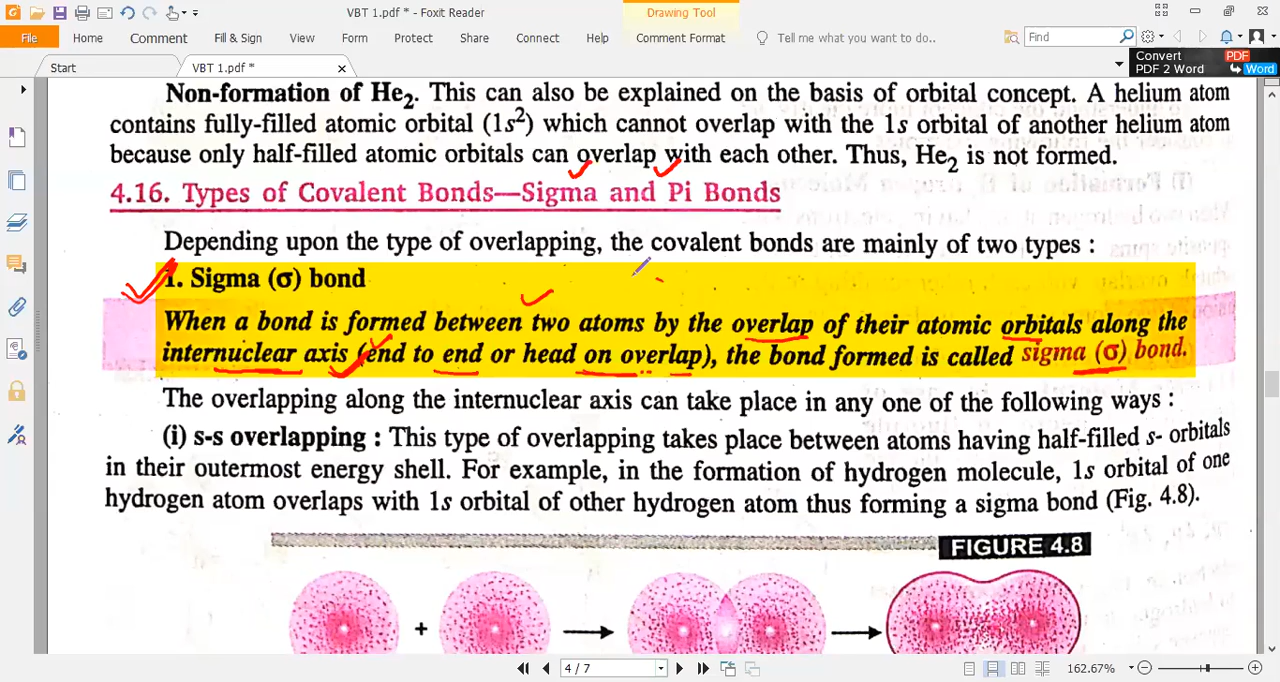 VBT 1.pdf * - Foxit Reader
Drawing Tool
File Home Comment Fill & Sign View Form Protect Share Connect Help Comment Format Tell me what you want to do.. Find
Start VBT 1.pdf *
Convert PDF
PDF 2 Word Word
Non-formation of He₂. This can also be explained on the basis of orbital concept. A helium atom
contains fully-filled atomic orbital (1s²) which cannot overlap with the 1s orbital of another helium atom
because only half-filled atomic orbitals can overlap with each other. Thus, He₂ is not formed.
4.16. Types of Covalent Bonds—Sigma and Pi Bonds
Depending upon the type of overlapping, the covalent bonds are mainly of two types :
1. Sigma (σ) bond
When a bond is formed between two atoms by the overlap of their atomic orbitals along the
internuclear axis (end to end or head on overlap), the bond formed is called sigma (σ) bond.
The overlapping along the internuclear axis can take place in any one of the following ways :
(i) s-s overlapping : This type of overlapping takes place between atoms having half-filled s- orbitals
in their outermost energy shell. For example, in the formation of hydrogen molecule, 1s orbital of one
hydrogen atom overlaps with 1s orbital of other hydrogen atom thus forming a sigma bond (Fig. 4.8).
FIGURE 4.8
+
4 / 7 162.67%